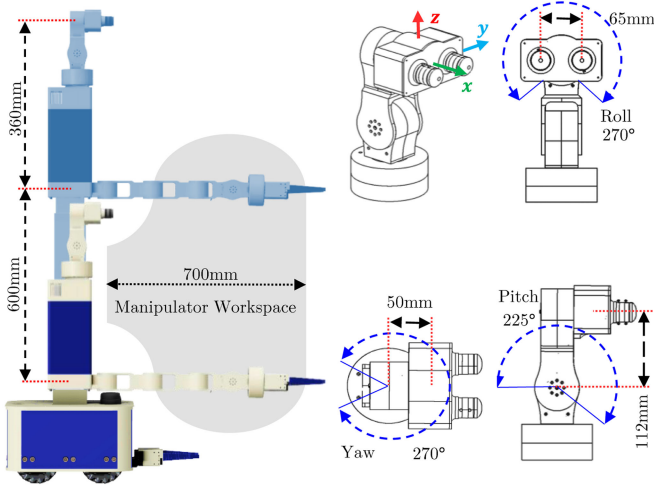 360mm
600mm
700mm
Manipulator Workspace
z
y
x
65mm
Roll
270°
50mm
Yaw
270°
Pitch
225°
112mm